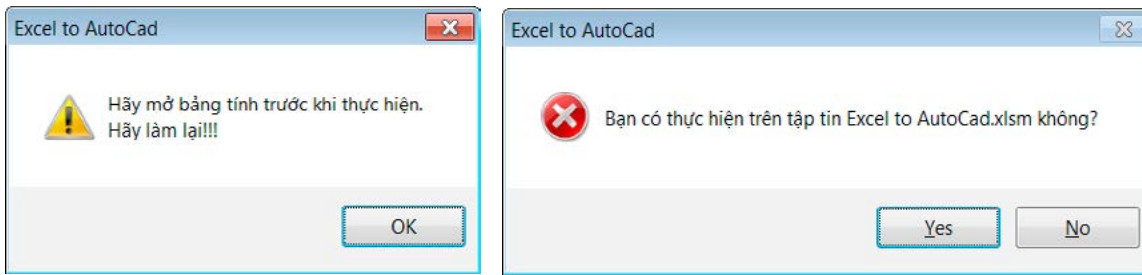 Excel to AutoCad
Hãy mở bảng tính trước khi thực hiện.
Hãy làm lại!!!
OK
Excel to AutoCad
Bạn có thực hiện trên tập tin Excel to AutoCad.xlsm không?
Yes
No